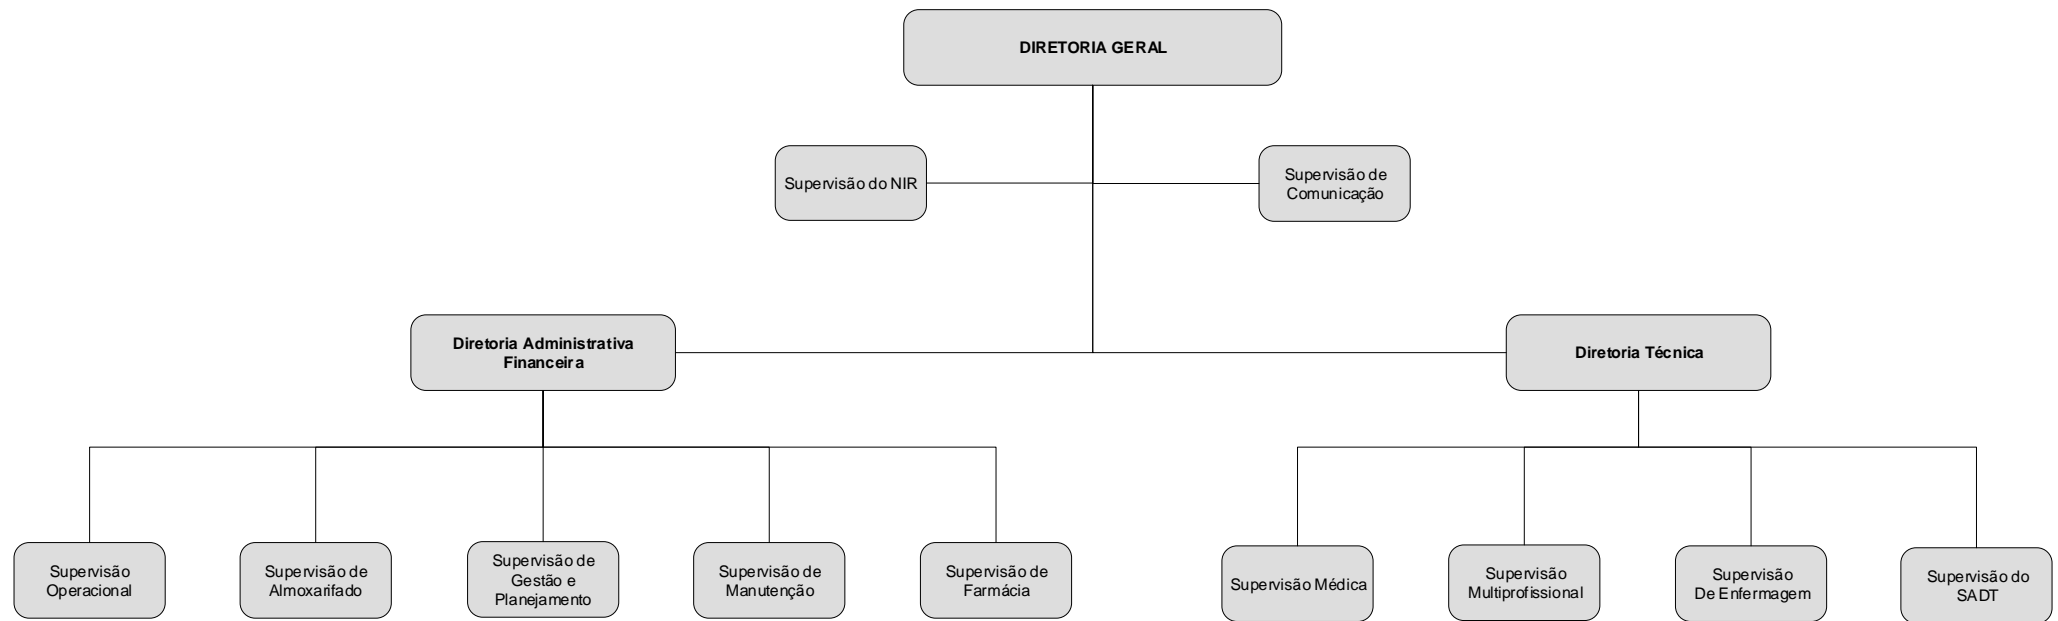 DIRETORIA GERAL
Supervisão do NIR
Supervisão de
Comunicação
Diretoria Administrativa
Financeira
Diretoria Técnica
Supervisão
Operacional
Supervisão de
Almoxarifado
Supervisão de
Gestão e
Planejamento
Supervisão de
Manutenção
Supervisão de
Farmácia
Supervisão Médica
Supervisão
Multiprofissional
Supervisão
De Enfermagem
Supervisão do
SADT